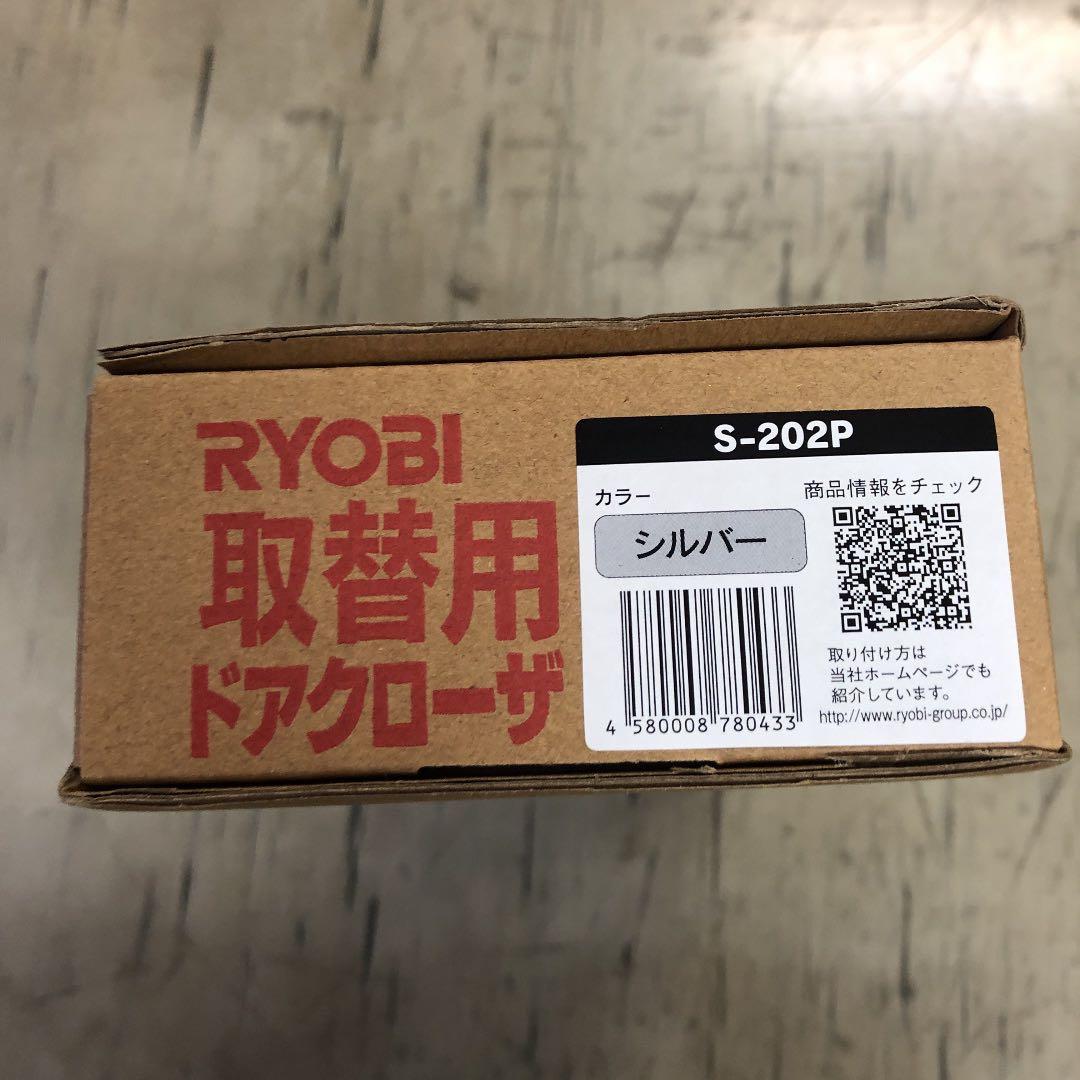 RYOBI
取替用
ドアクローザ
S-202P
カラー
シルバー
4 580008 780433
商品情報をチェック
取り付け方は
当社ホームページでも
紹介しています。
http://www.ryobi-group.co.jp/